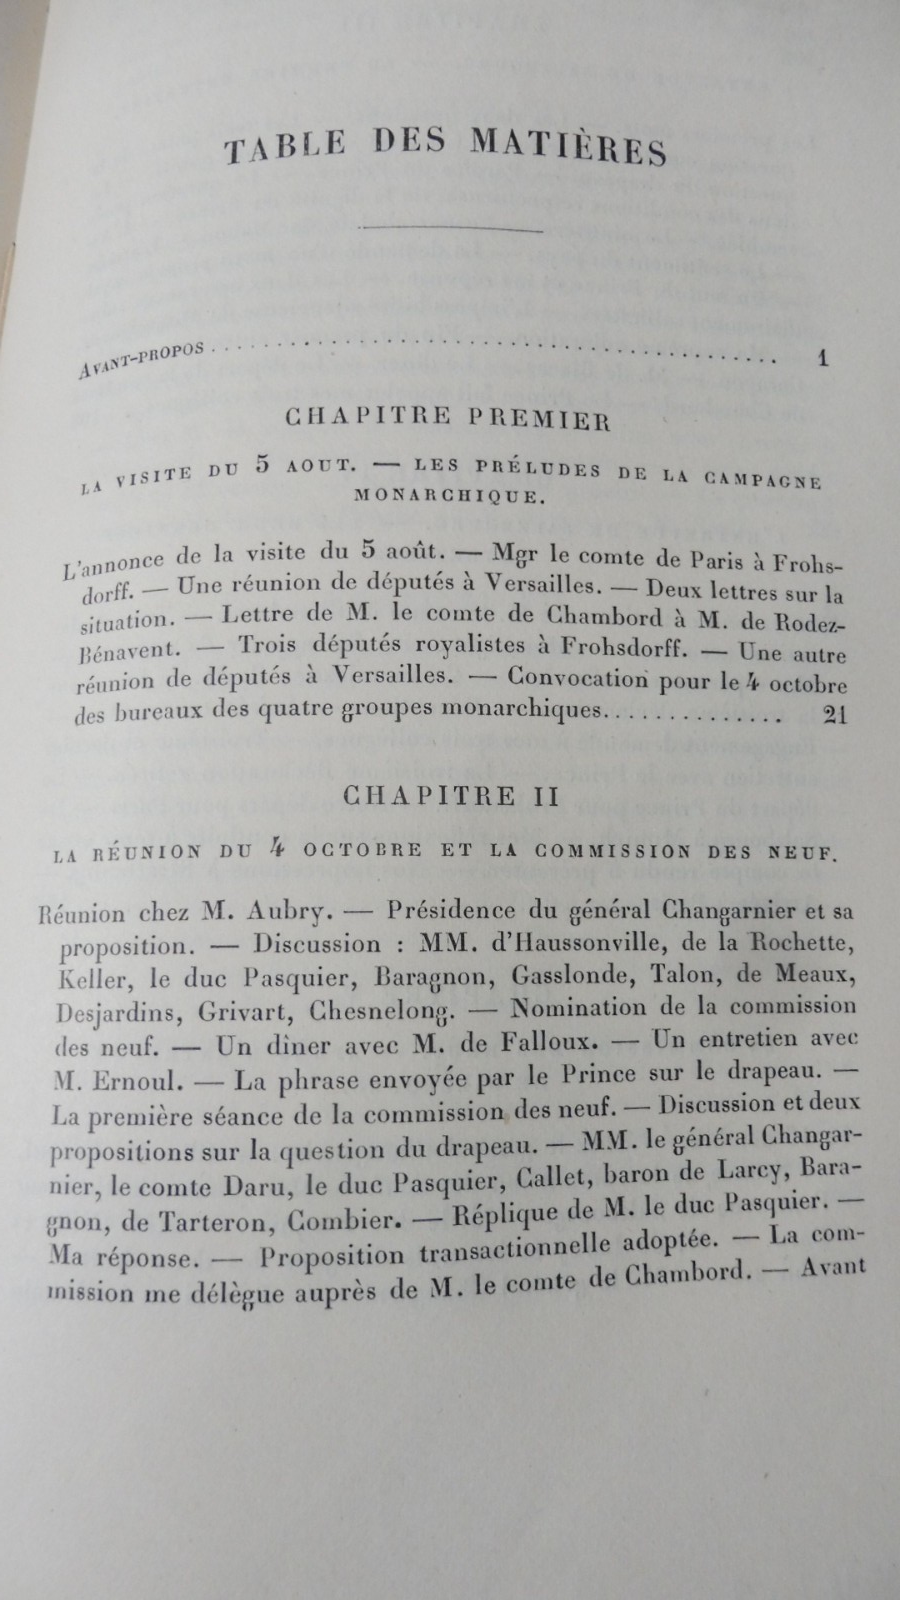 TABLE DES MATIÈRES
AVANT-PROPOS . . . . . . . . . . . . . . . . . . . . . . . . . . . . . . . . . . . . . . 1
CHAPITRE PREMIER
LA VISITE DU 5 AOUT. — LES PRÉLUDES DE LA CAMPAGNE
MONARCHIQUE.
L'annonce de la visite du 5 août. — Mgr le comte de Paris à Frohs-
dorff. — Une réunion de députés à Versailles. — Deux lettres sur la
situation. — Lettre de M. le comte de Chambord à M. de Rodez-
Bénavent. — Trois députés royalistes à Frohsdorff. — Une autre
réunion de députés à Versailles. — Convocation pour le 4 octobre
des bureaux des quatre groupes monarchiques. . . . . . . . . . . . . . 21
CHAPITRE II
LA RÉUNION DU 4 OCTOBRE ET LA COMMISSION DES NEUF.
Réunion chez M. Aubry. — Présidence du général Changarnier et sa
proposition. — Discussion : MM. d'Haussonville, de la Rochette,
Keller, le duc Pasquier, Baragnon, Gasslonde, Talon, de Meaux,
Desjardins, Grivart, Chesnelong. — Nomination de la commission
des neuf. — Un dîner avec M. de Falloux. — Un entretien avec
M. Ernoul. — La phrase envoyée par le Prince sur le drapeau. —
La première séance de la commission des neuf. — Discussion et deux
propositions sur la question du drapeau. — MM. le général Changar-
nier, le comte Daru, le duc Pasquier, Callet, baron de Larcy, Bara-
gnon, de Tarteron, Combier. — Réplique de M. le duc Pasquier. —
Ma réponse. — Proposition transactionnelle adoptée. — La com-
mission me délègue auprès de M. le comte de Chambord. — Avant